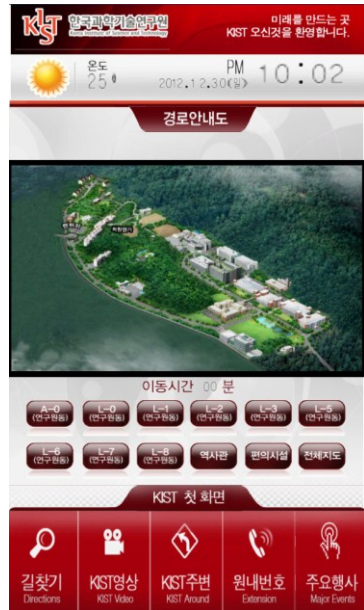 KIST 한국과학기술연구원
Korea Institute of Science and Technology
미래를 만드는 곳
KIST 오신것을 환영합니다.
온도
25
PM
2012.12.30(일)
10:02
경로안내도
이동시간 00 분
A-0
(연구원동)
L-0
(연구원동)
L-1
(연구원동)
L-2
(연구원동)
L-3
(연구원동)
L-5
(연구원동)
L-6
(연구원동)
L-7
(연구원동)
L-8
(연구원동)
역사관
편의시설
전체지도
KIST 첫 화면
길찾기
Directions
KIST영상
KIST Video
KIST주변
KIST Around
원내번호
Extension
주요행사
Major Events